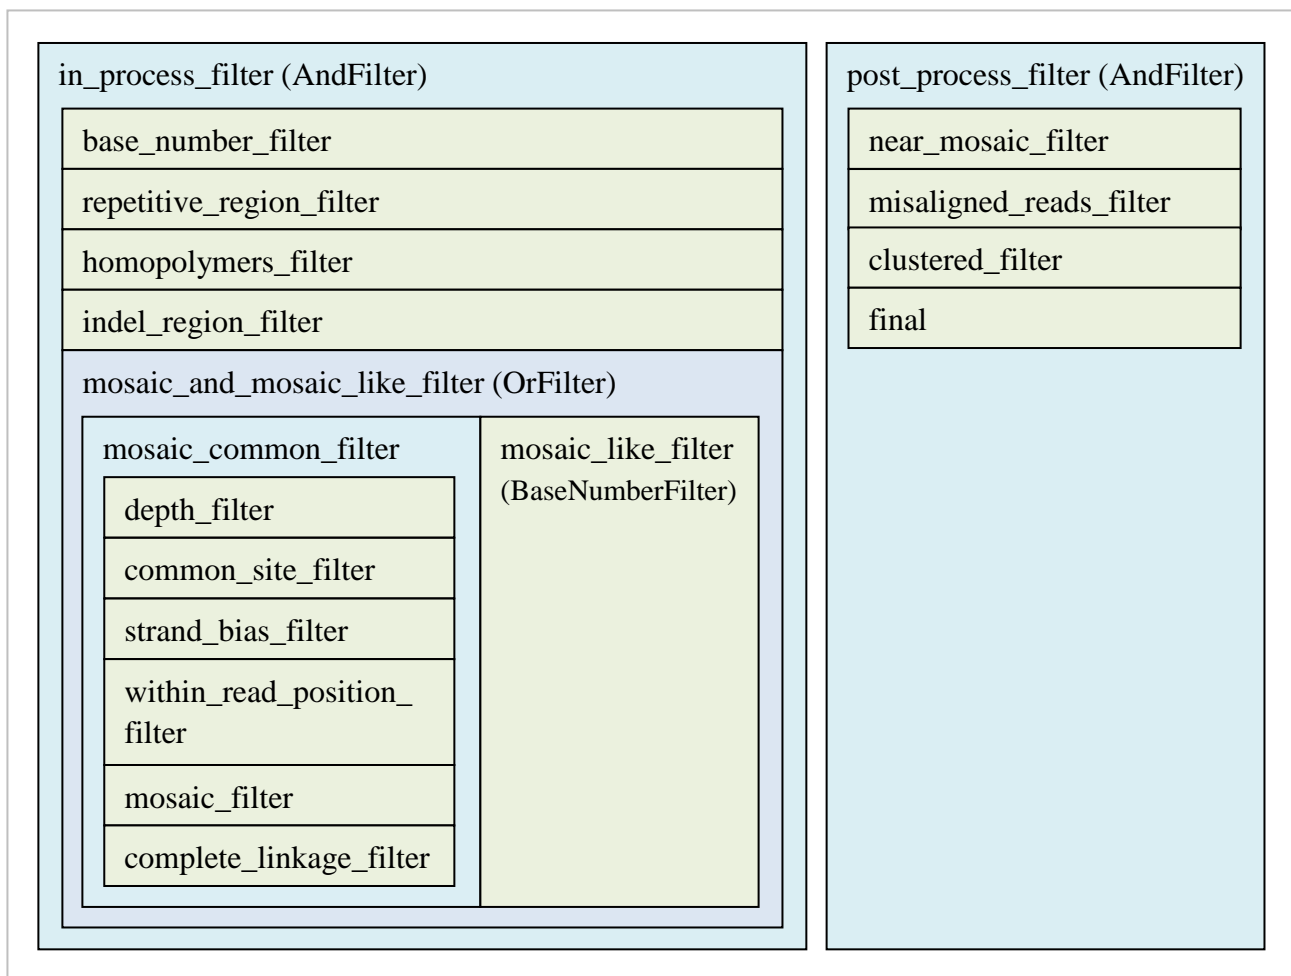 in_process_filter (AndFilter)
base_number_filter
repetitive_region_filter
homopolymers_filter
indel_region_filter
mosaic_and_mosaic_like_filter (OrFilter)
mosaic_common_filter
depth_filter
common_site_filter
strand_bias_filter
within_read_position_
filter
mosaic_filter
complete_linkage_filter
mosaic_like_filter
(BaseNumberFilter)
post_process_filter (AndFilter)
near_mosaic_filter
misaligned_reads_filter
clustered_filter
final